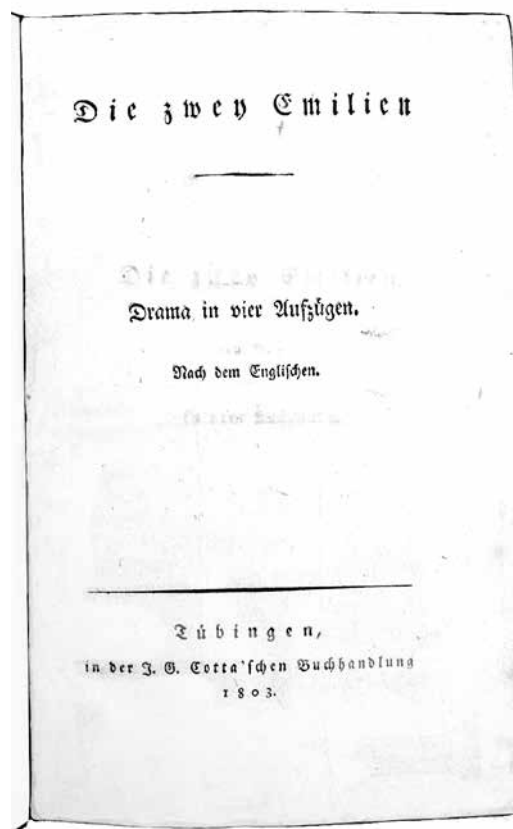 Die zwey Emilien
Drama in vier Aufzügen.
Nach dem Englischen.
Tübingen,
in der J. G. Cotta'schen Buchhandlung
1803.